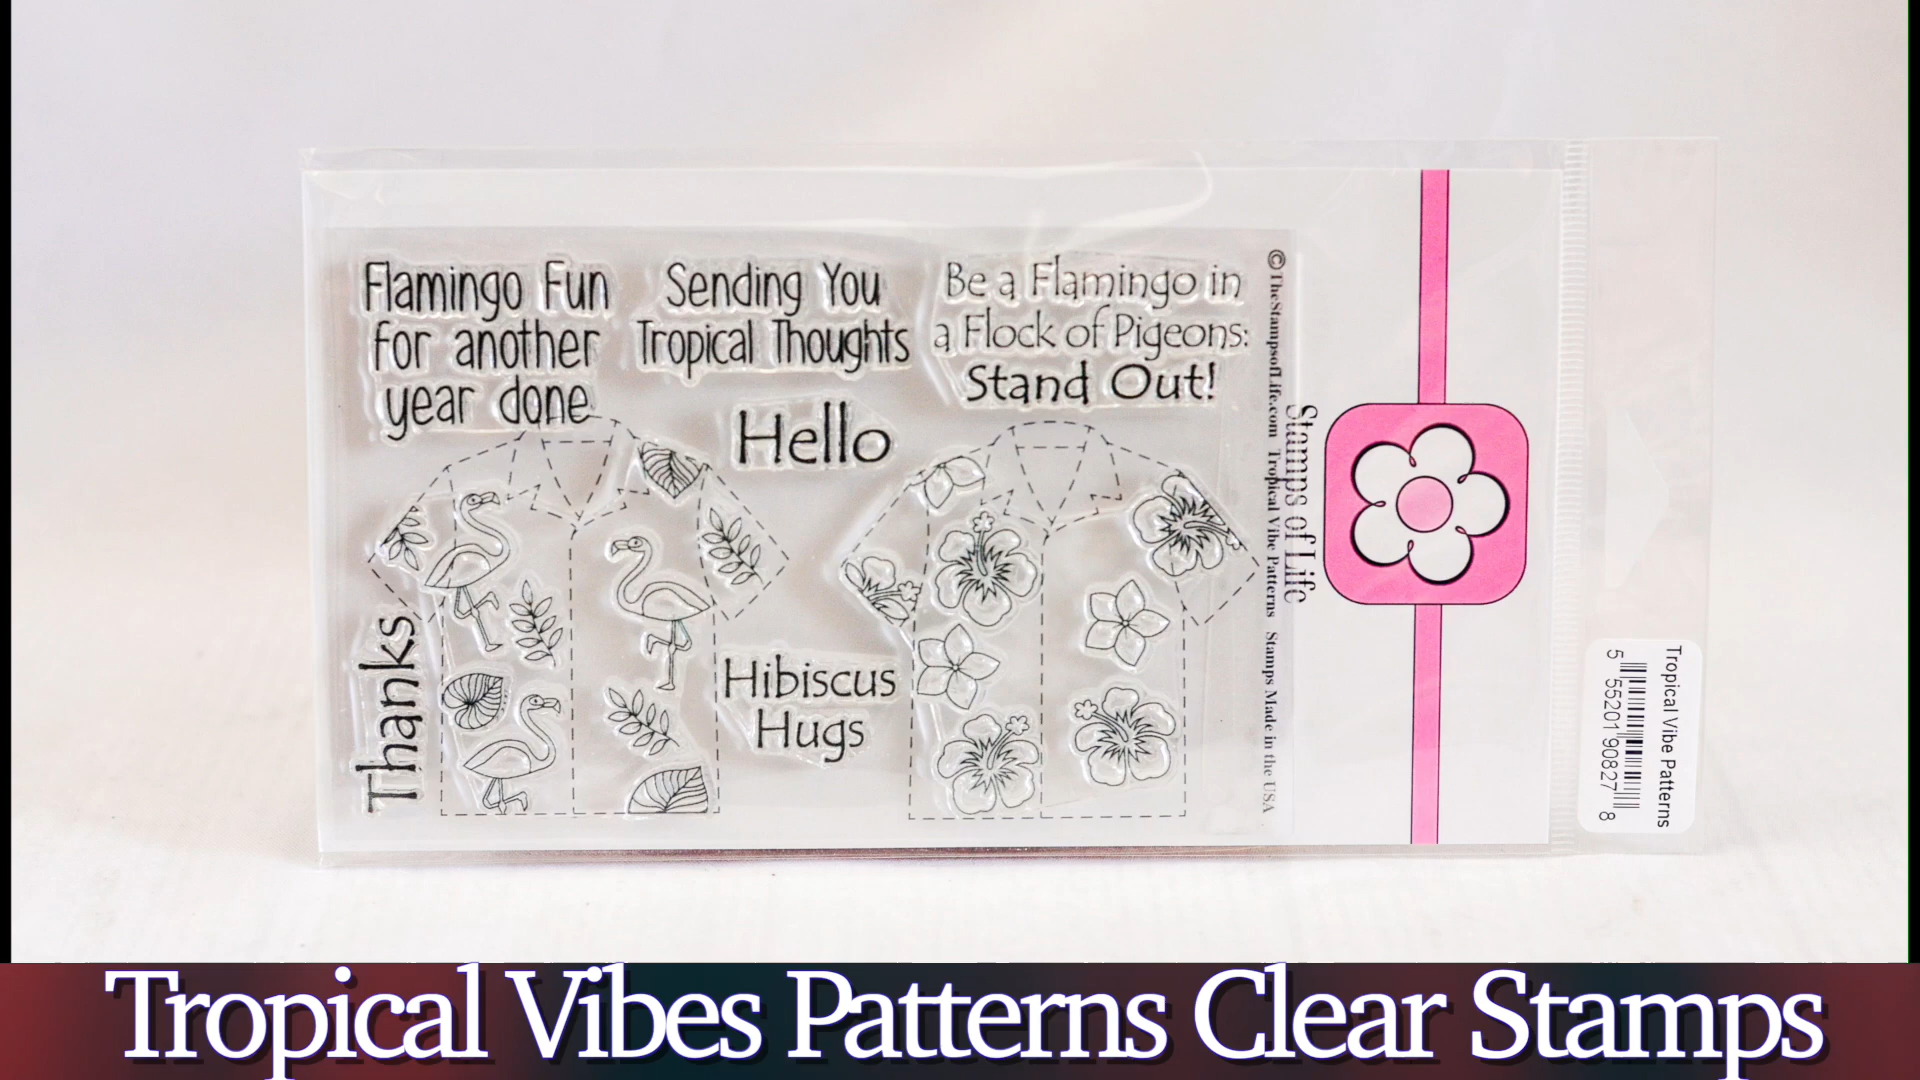 Flamingo Fun
for another
year done
Sending You
Tropical Thoughts
Be a Flamingo in
a Flock of Pigeons:
Stand Out!
Hello
Thanks
Hibiscus
Hugs
©TheStampsofLife.com Tropical Vibe Patterns Stamps Made in the USA
Stamps of Life
Tropical Vibe Patterns
5 55201 90827 8
Tropical Vibes Patterns Clear Stamps